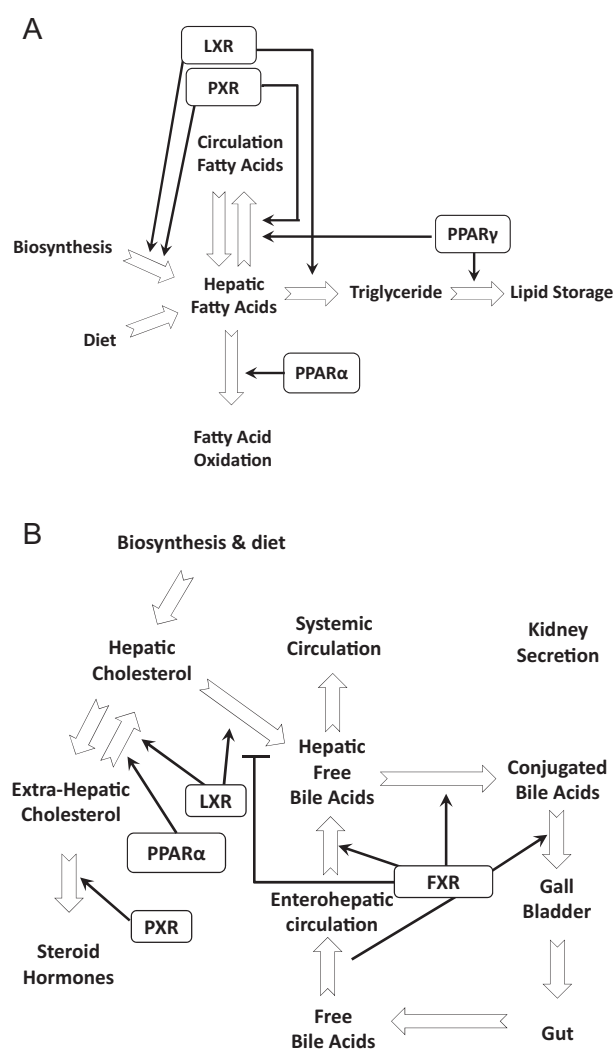 A
LXR
PXR
Circulation
Fatty Acids
Biosynthesis
PPARγ
Hepatic
Fatty Acids
Triglyceride
Lipid Storage
Diet
PPARα
Fatty Acid
Oxidation
B
Biosynthesis & diet
Systemic
Circulation
Kidney
Secretion
Hepatic
Cholesterol
Hepatic
Free
Bile Acids
Conjugated
Bile Acids
Extra-Hepatic
Cholesterol
LXR
PPARα
FXR
Enterohepatic
circulation
Gall
Bladder
PXR
Steroid
Hormones
Free
Bile Acids
Gut